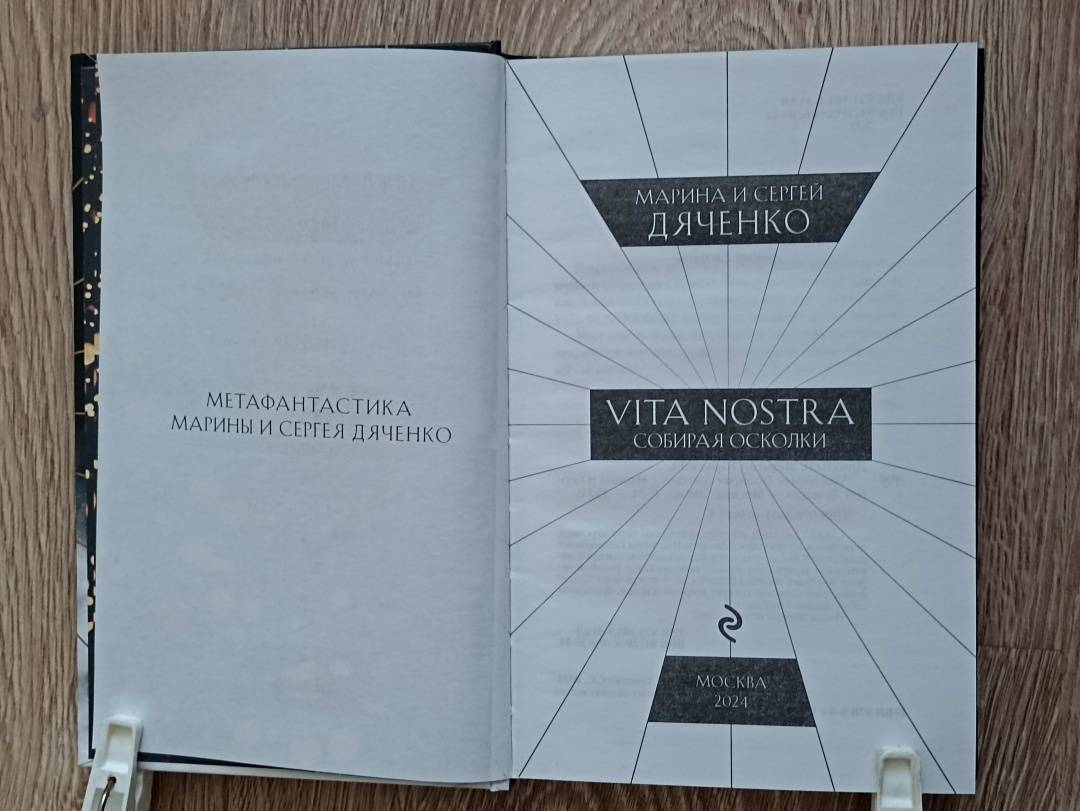 МЕТАФАНТАСТИКА
МАРИНЫ И СЕРГЕЯ ДЯЧЕНКО
МАРИНА И СЕРГЕЙ
ДЯЧЕНКО
VITA NOSTRA
СОБИРАЯ ОСКОЛКИ
МОСКВА
2024